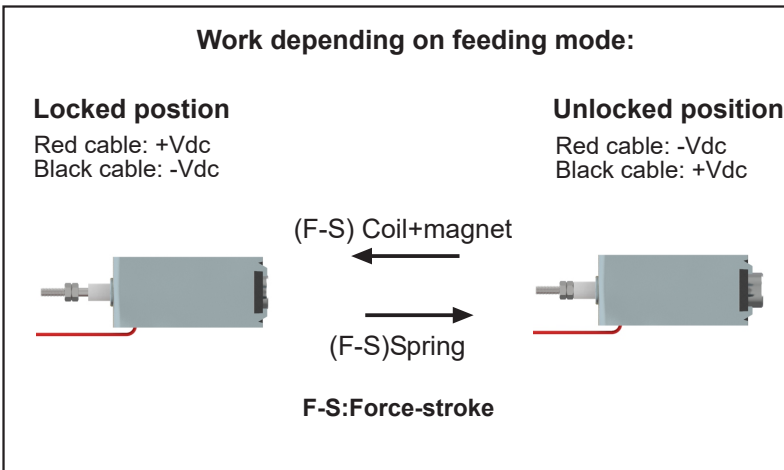 Work depending on feeding mode:
Locked postion
Red cable: +Vdc
Black cable: -Vdc
Unlocked position
Red cable: -Vdc
Black cable: +Vdc
(F-S) Coil+magnet
(F-S)Spring
F-S:Force-stroke